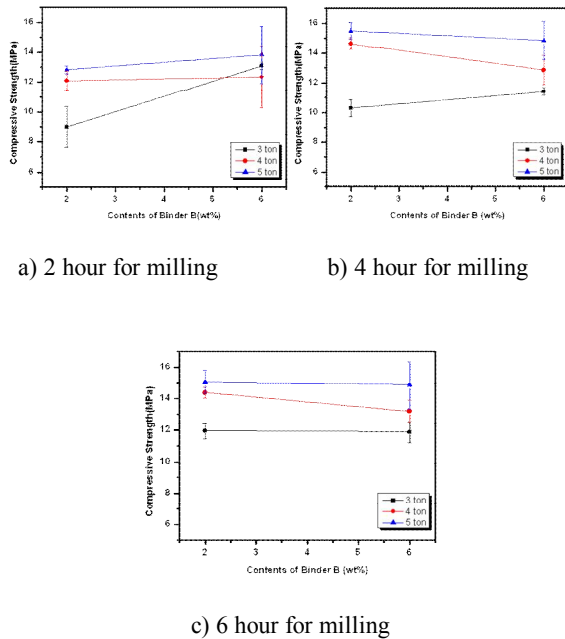 Compressive Strength(MPa)
16
14
12
10
8
6
2 3 4 5 6
Contents of Binder B(wt%)
3 ton
4 ton
5 ton
a) 2 hour for milling
Compressive Strength(MPa)
16
14
12
10
8
6
2 3 4 5 6
Contents of Binder B (wt%)
3 ton
4 ton
5 ton
b) 4 hour for milling
Compressive Strength(MPa)
16
14
12
10
8
6
2 3 4 5 6
Contents of Binder B (wt%)
3 ton
4 ton
5 ton
c) 6 hour for milling